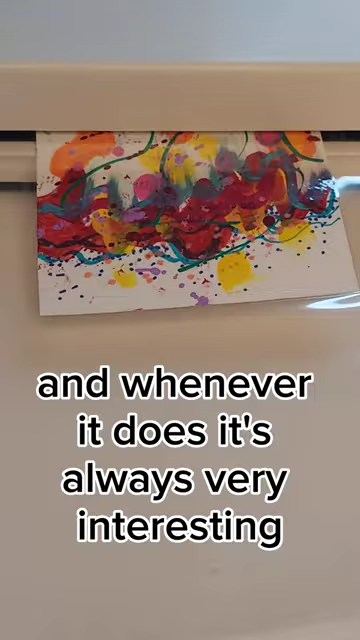 and whenever
it does it's
always very
interesting